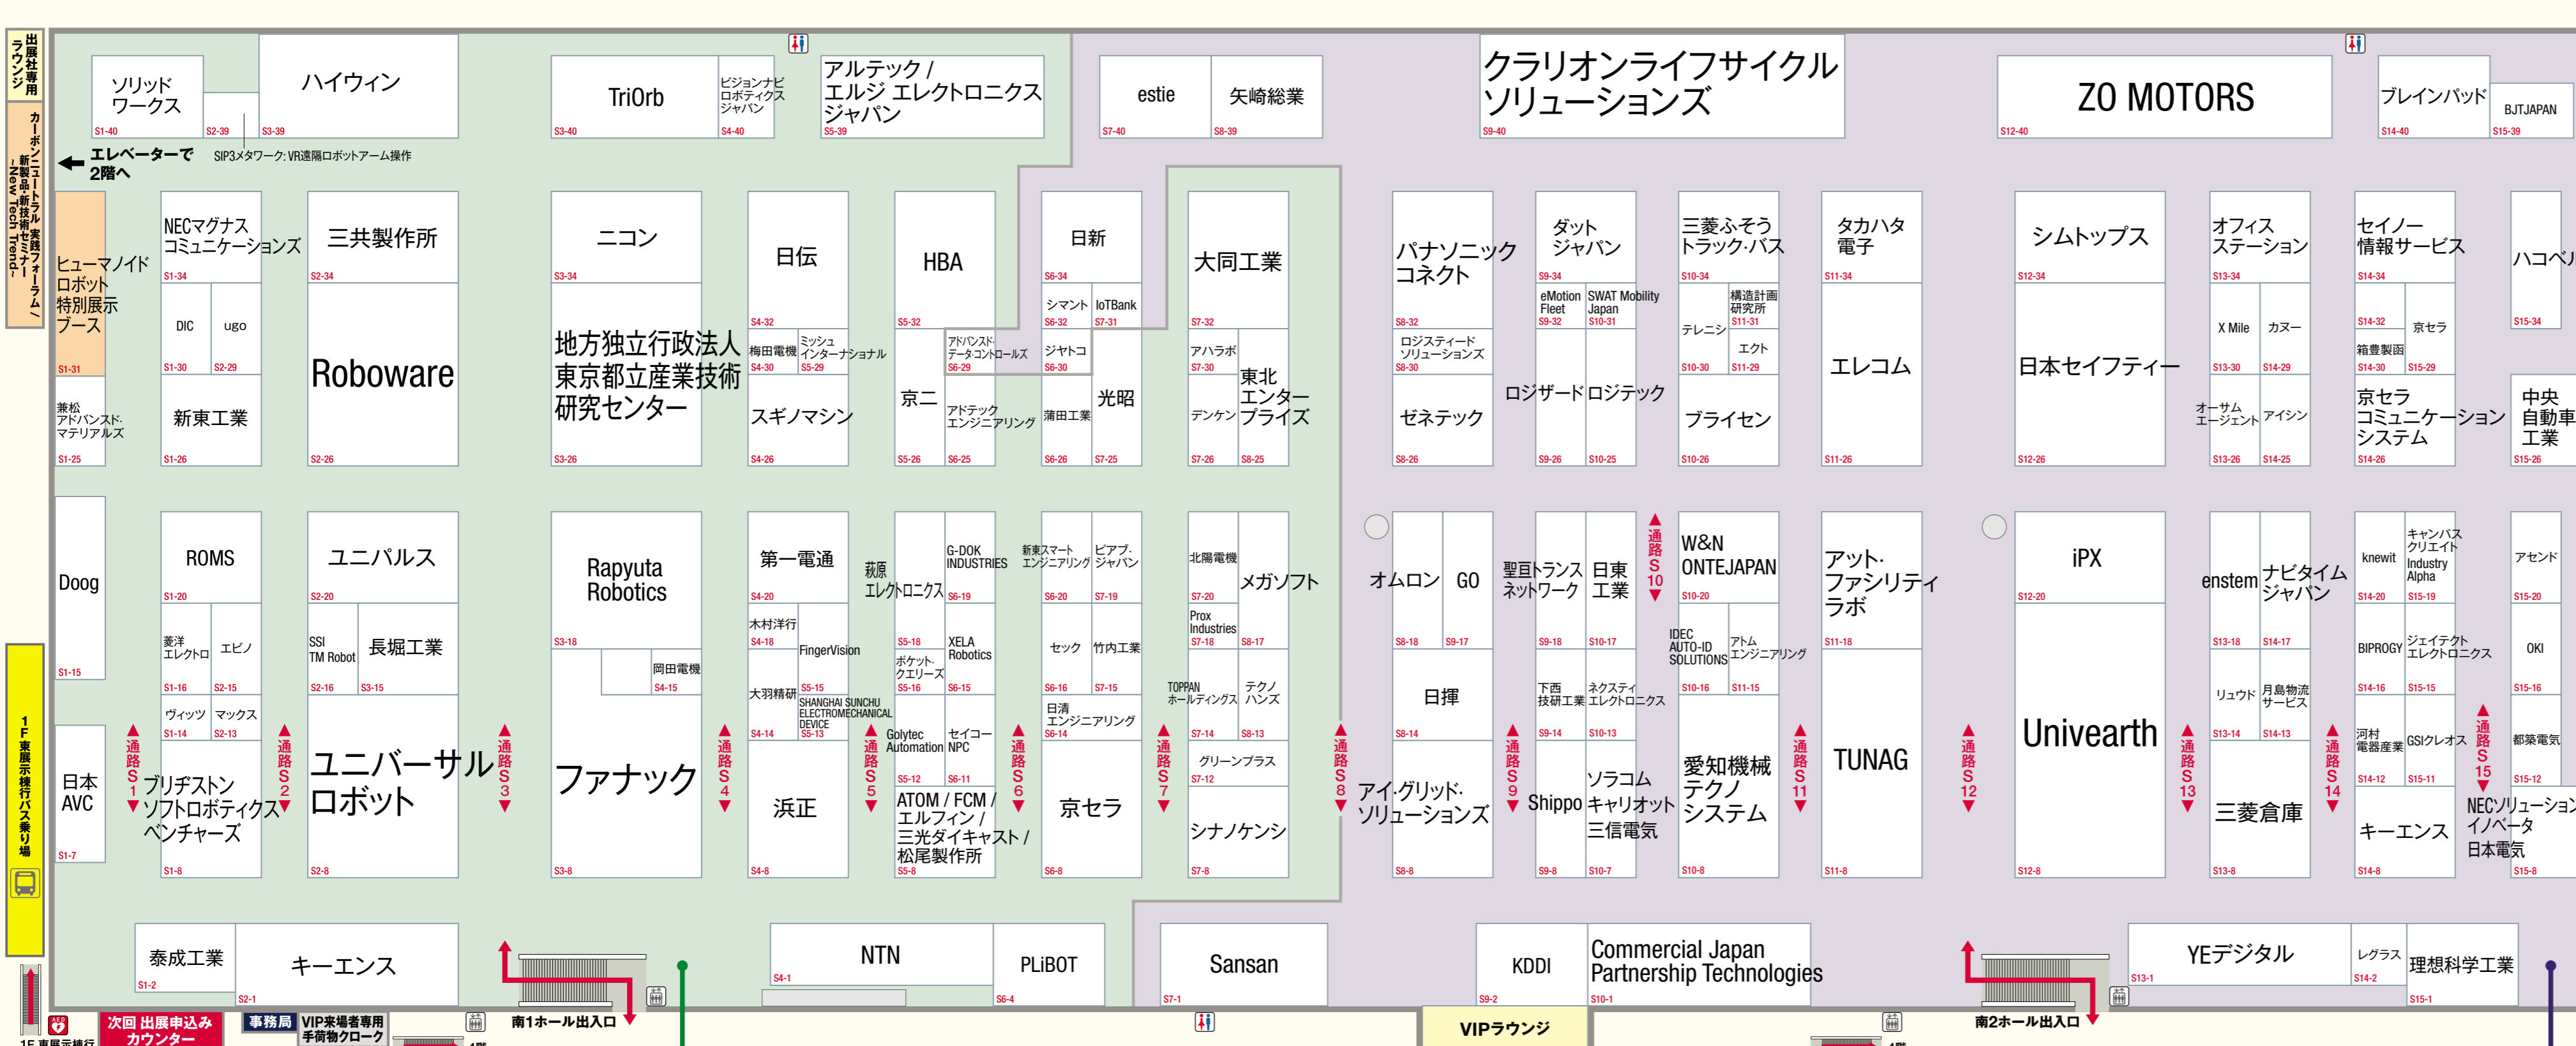 出展社専用
ラウンジ
カーボンニュートラル 実践フォーラム /
新製品・新技術セミナー
~New Tech Trend~
1F 東展示棟行バス乗り場
ソリッド
ワークス
S1-40
S2-39
ハイウィン
S3-39
SIP3メタワーク: VR遠隔ロボットアーム操作
エレベーターで
2階へ
TriOrb
S3-40
ビジョンナビ
ロボティクス
ジャパン
S4-40
アルテック /
エルジ エレクトロニクス
ジャパン
S5-39
estie
S7-40
矢崎総業
S8-39
クラリオンライフサイクル
ソリューションズ
S9-40
ZO MOTORS
S12-40
ブレインパッド
S14-40
BJTJAPAN
S15-39
ヒューマノイド
ロボット
特別展示
ブース
S1-31
兼松
アドバンスド・
マテリアルズ
S1-25
NECマグナス
コミュニケーションズ
S1-34
DIC
S1-30
ugo
S2-29
新東工業
S1-26
三共製作所
S2-34
Roboware
S2-26
ニコン
S3-34
地方独立行政法人
東京都立産業技術
研究センター
S3-26
日伝
S4-32
梅田電機
S4-30
ミッシュ
インターナショナル
S5-29
スギノマシン
S4-26
HBA
S5-32
京二
S5-26
アドバンスド・
データ・コントロールズ
S6-29
アドテック
エンジニアリング
S6-25
日新
S6-34
シマント
S6-32
IoTBank
S7-31
ジヤトコ
S6-30
蒲田工業
S6-26
光昭
S7-25
大同工業
S7-32
アハラボ
S7-30
デンケン
S7-26
東北
エンター
プライズ
S8-25
パナソニック
コネクト
S8-32
ロジスティード
ソリューションズ
S8-30
ゼネテック
S8-26
ダット
ジャパン
S9-34
eMotion
Fleet
S9-32
SWAT Mobility
Japan
S10-31
ロジザード
S9-26
ロジテック
S10-25
三菱ふそう
トラック・バス
S10-34
テレニシ
S10-30
構造計画
研究所
S11-31
エクト
S11-29
ブライセン
S10-26
タカハタ
電子
S11-34
エレコム
S11-26
シムトップス
S12-34
日本セイフティー
S12-26
オフィス
ステーション
S13-34
X Mile
S13-30
カヌー
S14-29
オーサム
エージェント
S13-26
アイシン
S14-25
セイノー
情報サービス
S14-34
S14-32
箱豊製函
S14-30
京セラ
S15-29
京セラ
コミュニケーション
システム
S14-26
ハコベル
S15-34
中央
自動車
工業
S15-26
Doog
S1-15
日本
AVC
S1-7
ROMS
S1-20
菱洋
エレクトロ
S1-16
エビノ
S2-15
ヴィッツ
S1-14
マックス
S2-13
ブリヂストン
ソフトロボティクス
ベンチャーズ
S1-8
ユニパルス
S2-20
SSI
TM Robot
S2-16
長堀工業
S3-15
ユニバーサル
ロボット
S2-8
Rapyuta
Robotics
S3-18
岡田電機
S4-15
ファナック
S3-8
第一電通
S4-20
木村洋行
S4-18
FingerVision
S5-15
大羽精研
S4-14
SHANGHAI SUNCHU
ELECTROMECHANICAL
DEVICE
S5-13
浜正
S4-8
萩原
エレクトロニクス
S5-18
G-DOK
INDUSTRIES
S6-19
ポケット・
クエリーズ
S5-16
XELA
Robotics
S6-15
Golytec
Automation
S5-12
セイコー
NPC
S6-11
ATOM / FCM /
エルフィン /
三光ダイキャスト /
松尾製作所
S5-8
新東スマート
エンジニアリング
S6-20
ピアブ・
ジャパン
S7-19
セック
S6-16
竹内工業
S7-15
日清
エンジニアリング
S6-14
京セラ
S6-8
北陽電機
S7-20
Prox
Industries
S7-18
メガソフト
S8-17
TOPPAN
ホールディングス
S7-14
テクノ
ハンズ
S8-13
グリーンプラス
S7-12
シナノケンシ
S7-8
オムロン
S8-18
GO
S9-17
日揮
S8-14
アイ・グリッド・
ソリューションズ
S8-8
聖亘トランス
ネットワーク
S9-18
日東
工業
S10-17
下西
技研工業
S9-14
ネクスティ
エレクトロニクス
S10-13
Shippo
S9-8
ソラコム
キャリオット
三信電気
S10-7
W&N
ONTEJAPAN
S10-20
IDEC
AUTO-ID
SOLUTIONS
S10-16
アトム
エンジニアリング
S11-15
愛知機械
テクノ
システム
S10-8
アット・
ファシリティ
ラボ
S11-18
TUNAG
S11-8
iPX
S12-20
Univearth
S12-8
enstem
S13-18
ナビタイム
ジャパン
S14-17
リュウド
S13-14
月島物流
サービス
S14-13
三菱倉庫
S13-8
knewit
S14-20
キャンバス
クリエイト
Industry
Alpha
S15-19
BIPROGY
S14-16
ジェイテクト
エレクトロニクス
S15-15
河村
電器産業
S14-12
GSIクレオス
S15-11
キーエンス
S14-8
アセンド
S15-20
OKI
S15-16
都築電気
S15-12
NECソリューション
イノベータ
日本電気
S15-8
通路S1
通路S2
通路S3
通路S4
通路S5
通路S6
通路S7
通路S8
通路S9
通路S10
通路S11
通路S12
通路S13
通路S14
通路S15
泰成工業
S1-2
キーエンス
S2-1
NTN
S4-1
PLiBOT
S6-4
Sansan
S7-1
KDDI
S9-2
Commercial Japan
Partnership Technologies
S10-1
YEデジタル
S13-1
レグラス
S14-2
理想科学工業
S15-1
AED
次回 出展申込み
カウンター
事務局
VIP来場者専用
手荷物クローク
南1ホール出入口
VIPラウンジ
南2ホール出入口
1F 東展示棟行